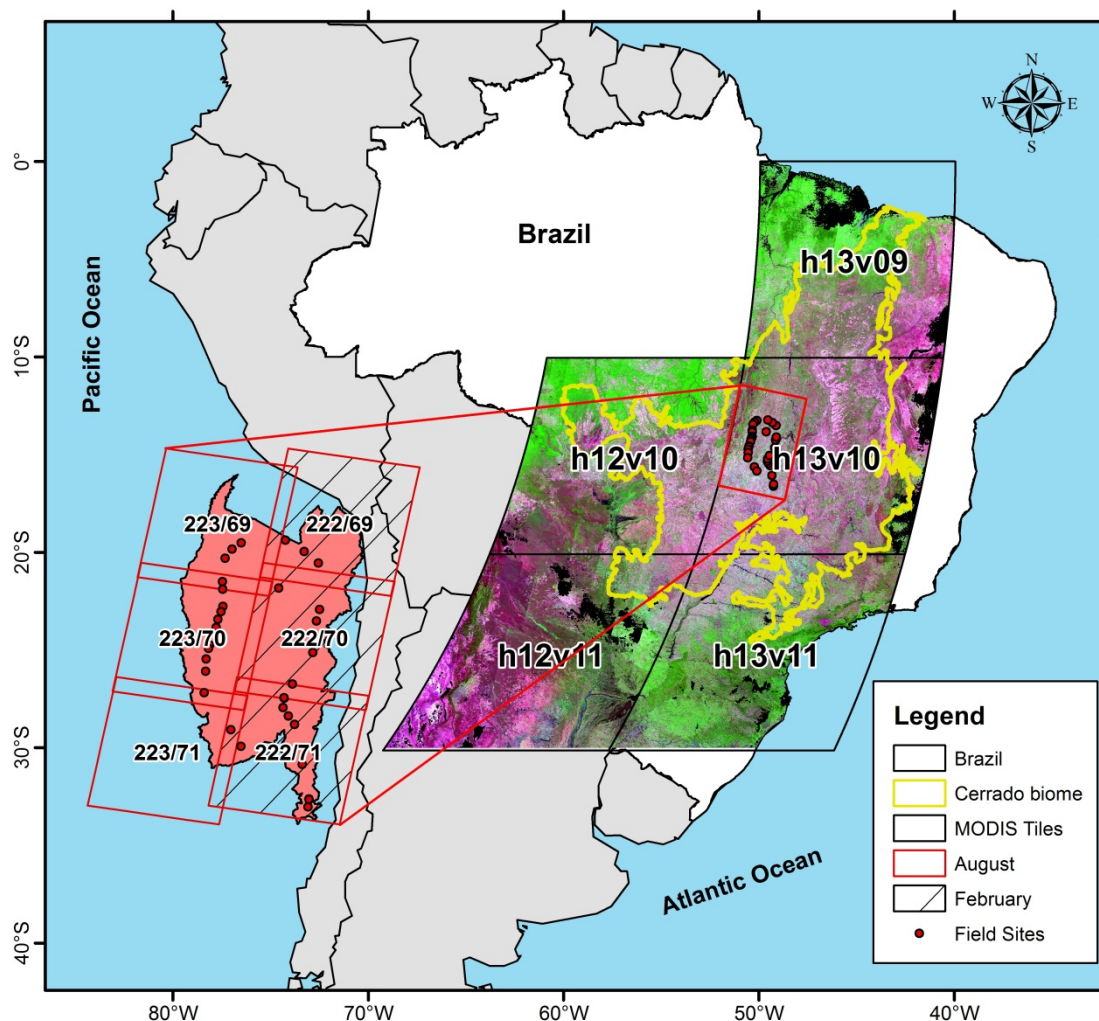 N
W E
S
0°
10°S
20°S
30°S
40°S
80°W
70°W
60°W
50°W
40°W
Pacific Ocean
Brazil
Atlantic Ocean
h13v09
h12v10
h13v10
h12v11
h13v11
223/69
222/69
223/70
222/70
223/71
222/71
Legend
Brazil
Cerrado biome
MODIS Tiles
August
February
Field Sites